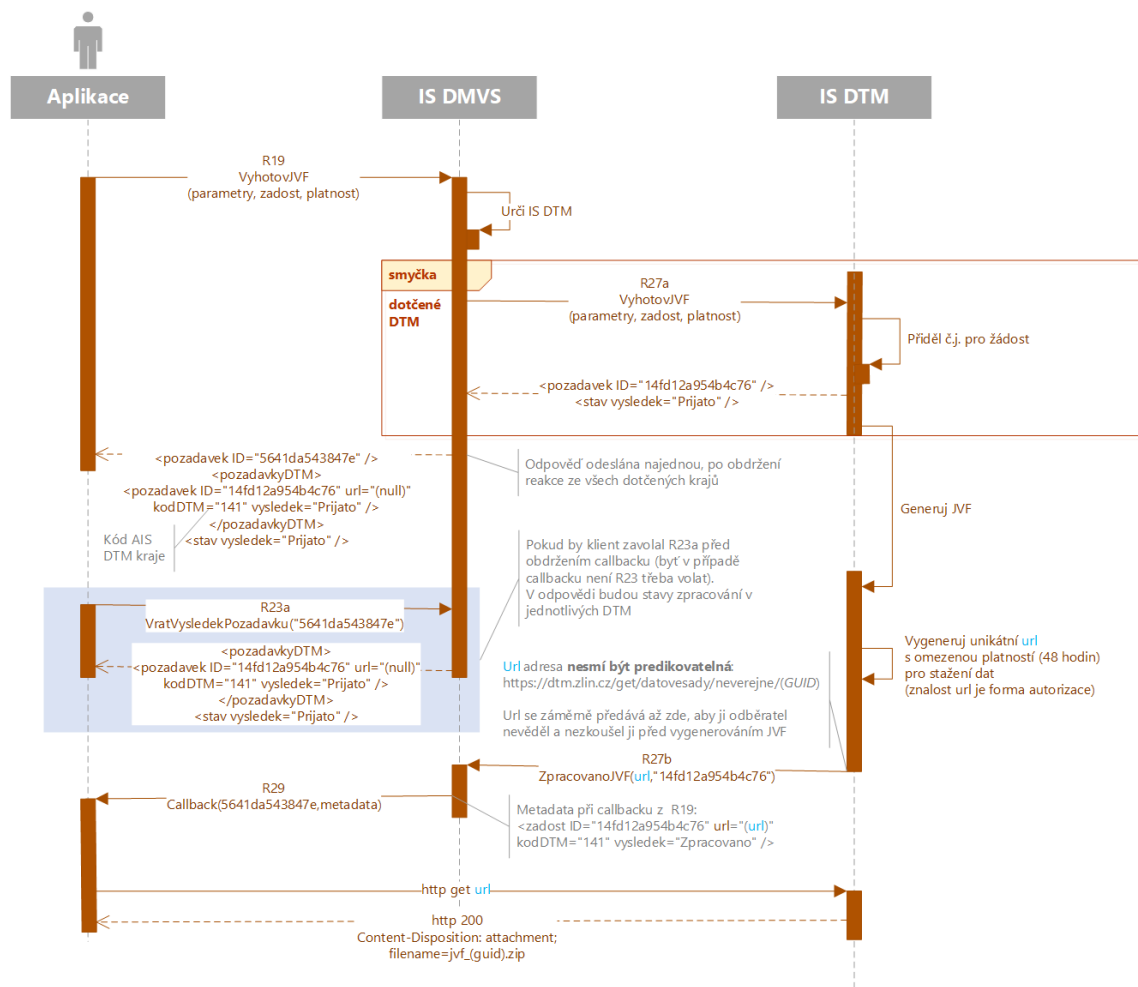 Aplikace
IS DMVS
IS DTM
R19
VyhotovJVF
(parametry, zadost, platnost)
Urči IS DTM
smyčka
dotčené
DTM
R27a
VyhotovJVF
(parametry, zadost, platnost)
Přiděl č.j. pro žádost
<pozadavek ID="14fd12a954b4c76" />
<stav vysledek="Prijato" />
<pozadavek ID="5641da543847e" />
<pozadavkyDTM>
<pozadavek ID="14fd12a954b4c76" url="(null)"
kodDTM="141" vysledek="Prijato" />
</pozadavkyDTM>
<stav vysledek="Prijato" />
Odpověď odeslána najednou, po obdržení
reakce ze všech dotčených krajů
Generuj JVF
Kód AIS
DTM kraje
Pokud by klient zavolal R23a před
obdržením callbacku (byť v případě
callbacku není R23 třeba volat).
V odpovědi budou stavy zpracování v
jednotlivých DTM
R23a
VratVysledekPozadavku("5641da543847e")
<pozadavkyDTM>
<pozadavek ID="14fd12a954b4c76" url="(null)"
kodDTM="141" vysledek="Prijato" />
</pozadavkyDTM>
<stav vysledek="Prijato" />
Vygeneruj unikátní url
s omezenou platností (48 hodin)
pro stažení dat
(znalost url je forma autorizace)
Url adresa nesmí být predikovatelná:
https://dtm.zlin.cz/get/datovesady/neverejne/(GUID)
Url se záměrně předává až zde, aby ji odběratel
nevěděl a nezkoušel ji před vygenerováním JVF
R27b
ZpracovanoJVF(url,"14fd12a954b4c76")
R29
Callback(5641da543847e,metadata)
Metadata při callbacku z R19:
<zadost ID="14fd12a954b4c76" url="(url)"
kodDTM="141" vysledek="Zpracovano" />
http get url
http 200
Content-Disposition: attachment;
filename=jvf_(guid).zip